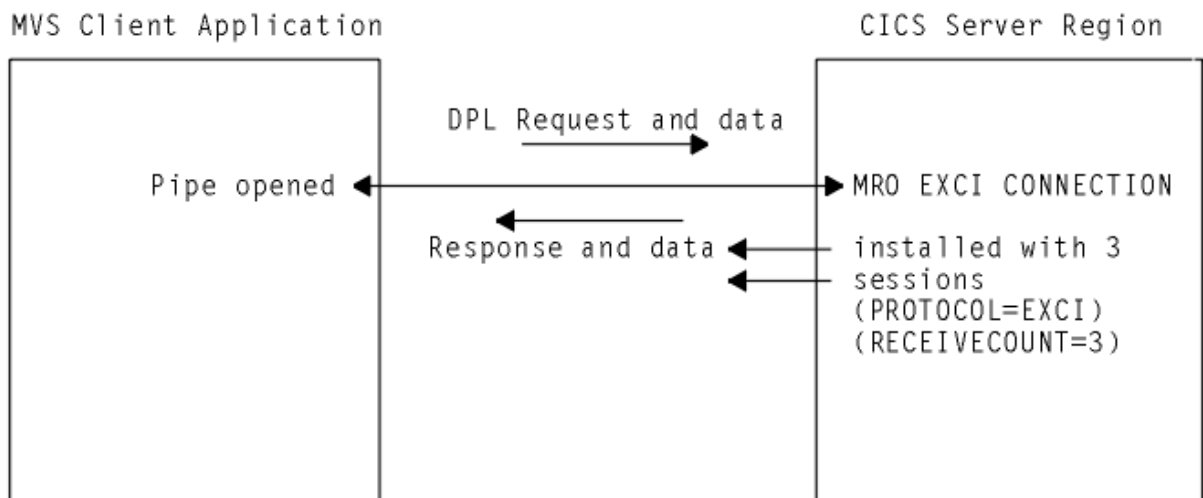 MVS Client Application
CICS Server Region
DPL Request and data
Pipe opened
MRO EXCI CONNECTION
Response and data
installed with 3
sessions
(PROTOCOL=EXCI)
(RECEIVECOUNT=3)